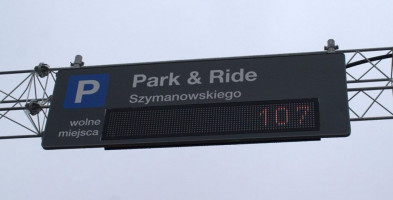 P
Park & Ride
Szymanowskiego
wolne
miejsca
107